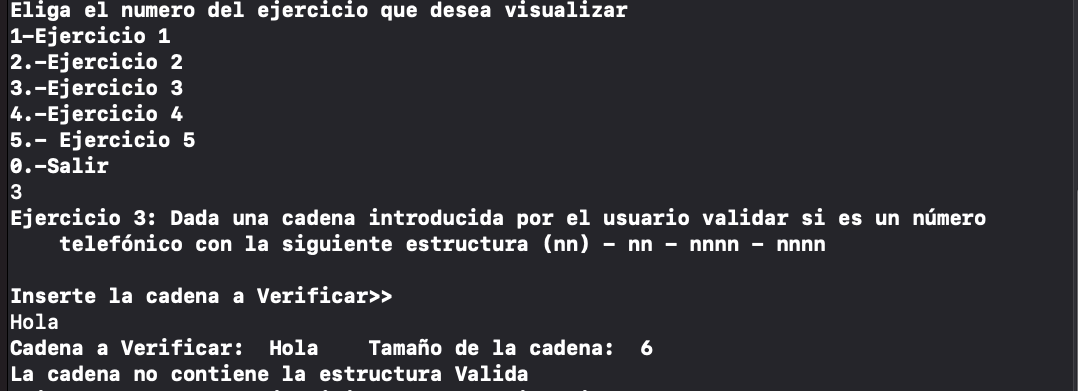 Eliga el numero del ejercicio que desea visualizar
1-Ejercicio 1
2.-Ejercicio 2
3.-Ejercicio 3
4.-Ejercicio 4
5.- Ejercicio 5
0.-Salir
3
Ejercicio 3: Dada una cadena introducida por el usuario validar si es un número
telefónico con la siguiente estructura (nn) - nn - nnnn - nnnn
Inserte la cadena a Verificar>>
Hola
Cadena a Verificar:  Hola    Tamaño de la cadena:  6
La cadena no contiene la estructura Valida